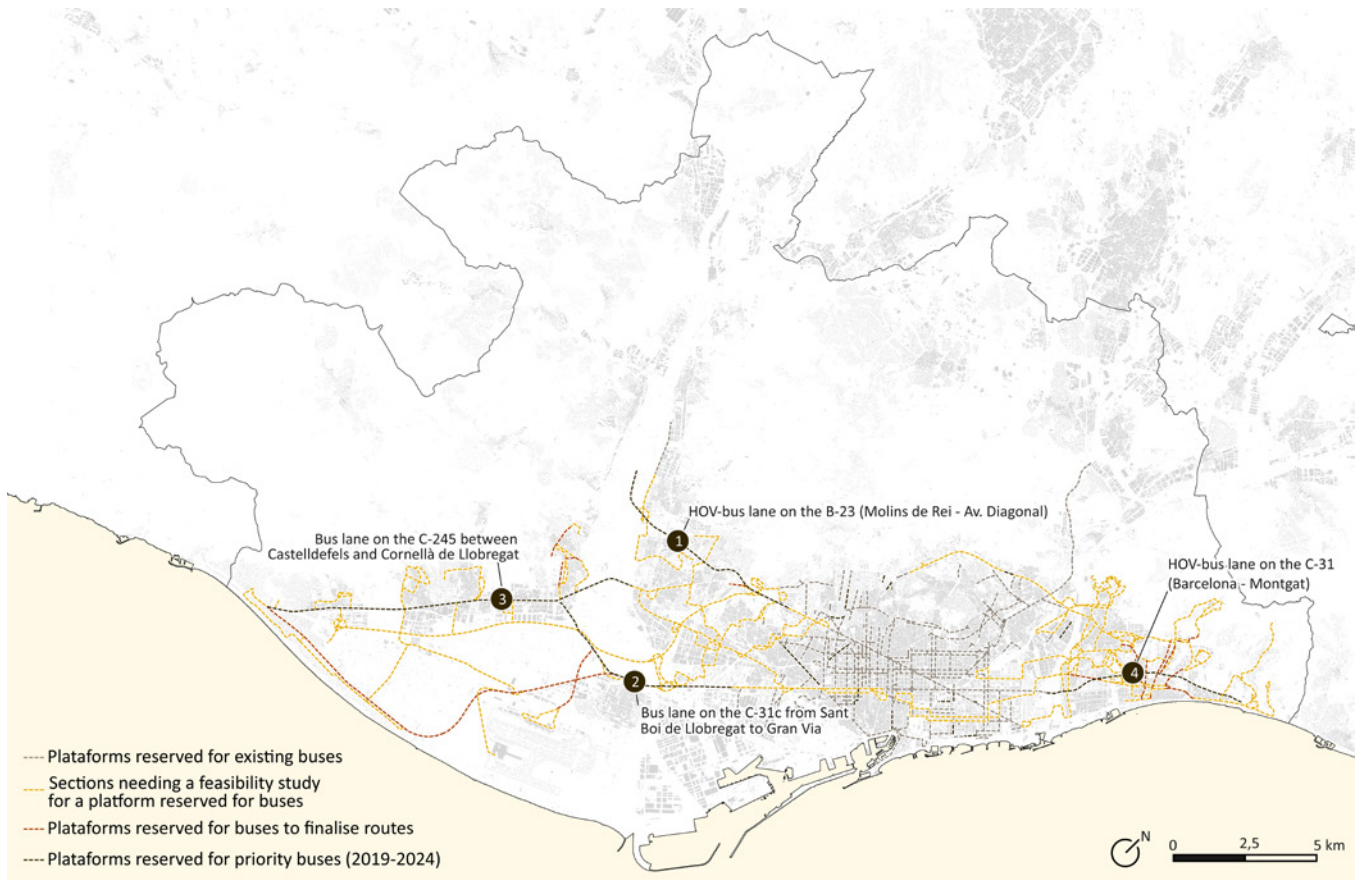 HOV-bus lane on the B-23 (Molins de Rei - Av. Diagonal)
1
Bus lane on the C-245 between
Castelldefels and Cornellà de Llobregat
3
HOV-bus lane on the C-31
(Barcelona - Montgat)
4
2
Bus lane on the C-31c from Sant
Boi de Llobregat to Gran Via
Plataforms reserved for existing buses
Sections needing a feasibility study
for a platform reserved for buses
Plataforms reserved for buses to finalise routes
Plataforms reserved for priority buses (2019-2024)
N
0 2,5 5 km